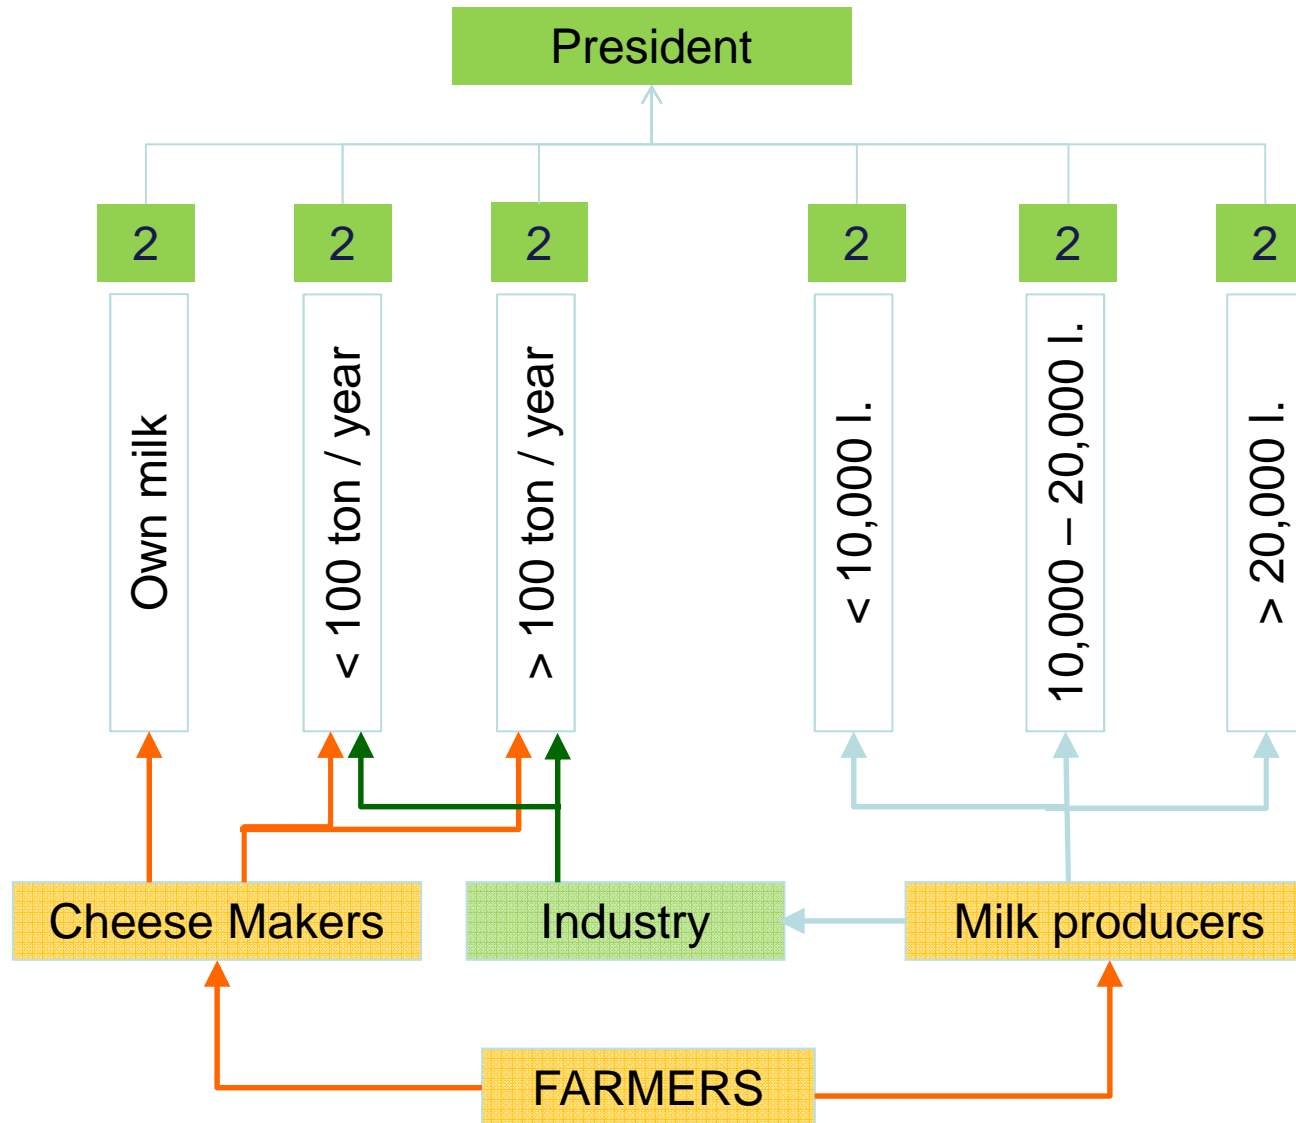 President
2
2
2
2
2
2
Own milk
< 100 ton / year
> 100 ton / year
< 10,000 l.
10,000 – 20,000 l.
> 20,000 l.
Cheese Makers
Industry
Milk producers
FARMERS